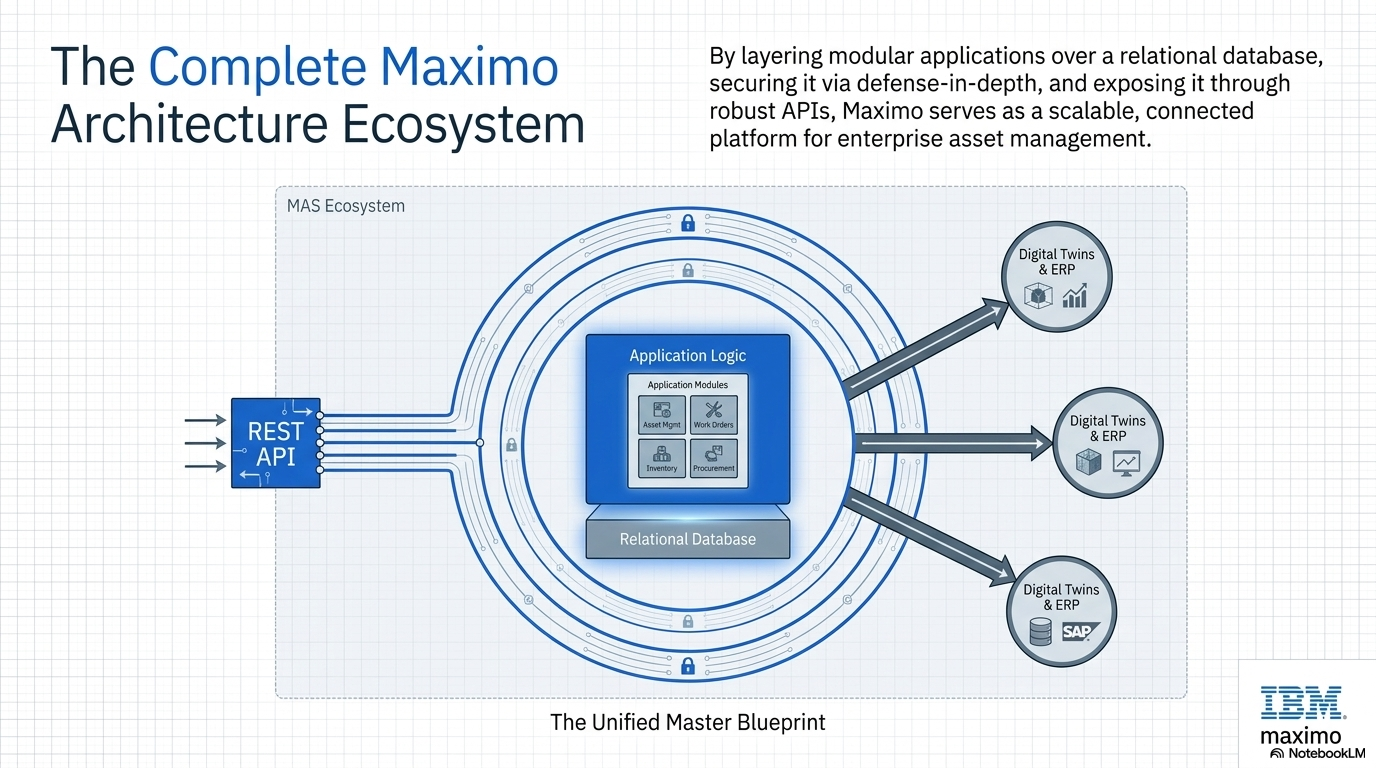 The Complete Maximo
Architecture Ecosystem
By layering modular applications over a relational database,
securing it via defense-in-depth, and exposing it through
robust APIs, Maximo serves as a scalable, connected
platform for enterprise asset management.
MAS Ecosystem
REST
API
Application Logic
Application Modules
Asset Mgmt
Work Orders
Inventory
Procurement
Relational Database
Digital Twins
& ERP
Digital Twins
& ERP
Digital Twins
& ERP
SAP
The Unified Master Blueprint
IBM
maximo
NotebookLM